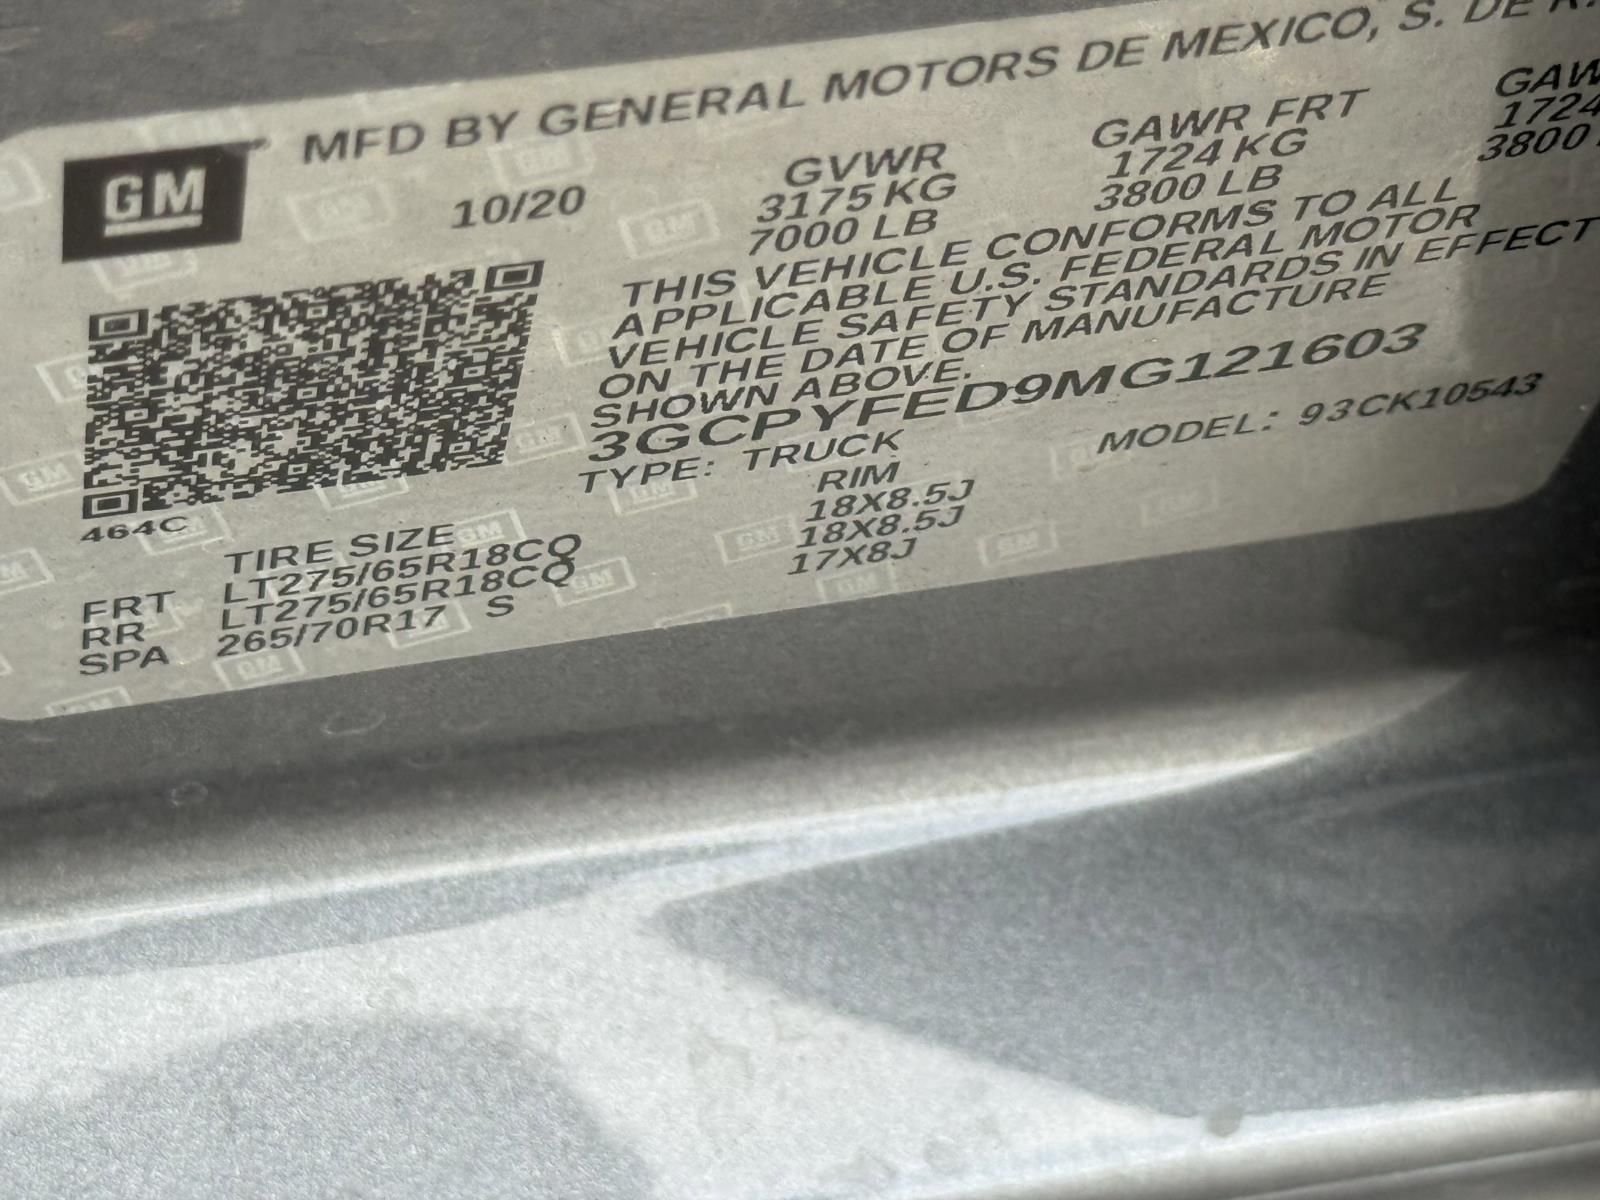 GM
MFD BY GENERAL MOTORS DE MEXICO, S. DE R.
10/20
GVWR
3175 KG
7000 LB
GAWR FRT
1724 KG
3800 LB
GAW
1724
3800
THIS VEHICLE CONFORMS TO ALL
APPLICABLE U.S. FEDERAL MOTOR
VEHICLE SAFETY STANDARDS IN EFFECT
ON THE DATE OF MANUFACTURE
SHOWN ABOVE.
3GCPYFED9MG121603
TYPE: TRUCK MODEL: 93CK10543
464C
TIRE SIZE RIM
FRT LT275/65R18CQ 18X8.5J
RR LT275/65R18CQ 18X8.5J
SPA 265/70R17 S 17X8J